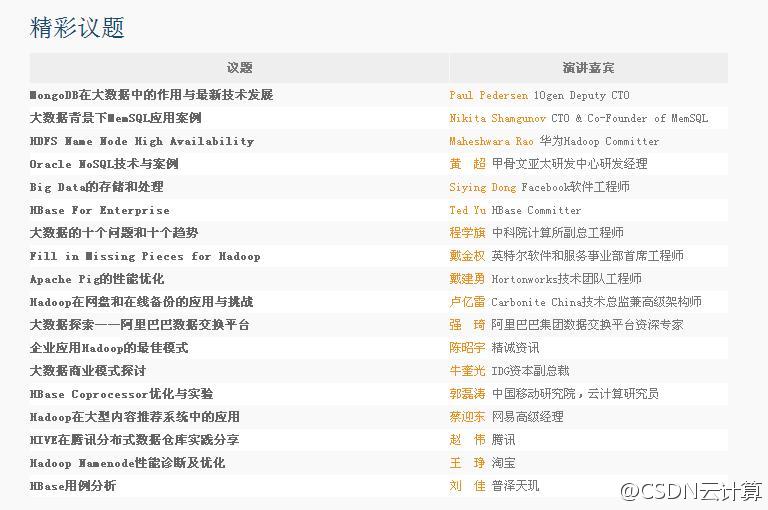 精彩议题
议题 演讲嘉宾
MongoDB在大数据中的作用与最新技术发展 Paul Pedersen 10gen Deputy CTO
大数据背景下MemSQL应用案例 Nikita Shamgunov CTO & Co-Founder of MemSQL
HDFS Name Node High Availability Maheshwara Rao 华为Hadoop Committer
Oracle NoSQL技术与案例 黄 超 甲骨文亚太研发中心研发经理
Big Data的存储和处理 Siying Dong Facebook软件工程师
HBase For Enterprise Ted Yu HBase Committer
大数据的十个问题和十个趋势 程学旗 中科院计算所副总工程师
Fill in Missing Pieces for Hadoop 戴金权 英特尔软件和服务事业部首席工程师
Apache Pig的性能优化 戴建勇 Hortonworks技术团队工程师
Hadoop在网盘和在线备份的应用与挑战 卢亿雷 Carbonite China技术总监兼高级架构师
大数据探索——阿里巴巴数据交换平台 强 琦 阿里巴巴集团数据交换平台资深专家
企业应用Hadoop的最佳模式 陈昭宇 精诚资讯
大数据商业模式探讨 牛奎光 IDG资本副总裁
HBase Coprocessor优化与实验 郭磊涛 中国移动研究院，云计算研究员
Hadoop在大型内容推荐系统中的应用 蔡迎东 网易高级经理
HIVE在腾讯分布式数据仓库实践分享 赵 伟 腾讯
Hadoop Namenode性能诊断及优化 王 琤 淘宝
HBase用例分析 刘 佳 普泽天玑
@CSDN云计算